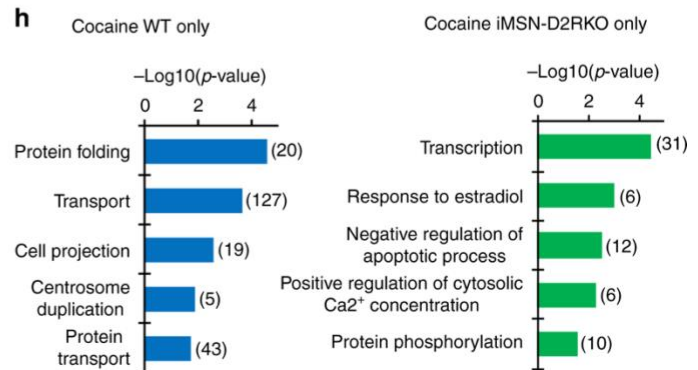 h
Cocaine WT only
–Log10(p-value)
0 2 4
Protein folding (20)
Transport (127)
Cell projection (19)
Centrosome
duplication (5)
Protein
transport (43)
Cocaine iMSN-D2RKO only
–Log10(p-value)
0 2 4
Transcription (31)
Response to estradiol (6)
Negative regulation of
apoptotic process (12)
Positive regulation of cytosolic
Ca²⁺ concentration (6)
Protein phosphorylation (10)